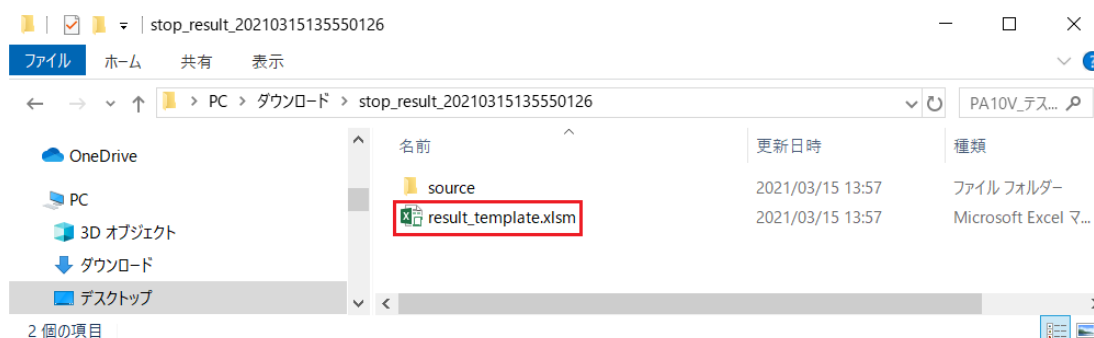 stop_result_20210315135550126
ファイル ホーム 共有 表示
PC > ダウンロード > stop_result_20210315135550126 PA10V_テス...
名前 更新日時 種類
OneDrive
source 2021/03/15 13:57 ファイル フォルダー
PC
result_template.xlsm 2021/03/15 13:57 Microsoft Excel マ...
3D オブジェクト
ダウンロード
デスクトップ
2 個の項目